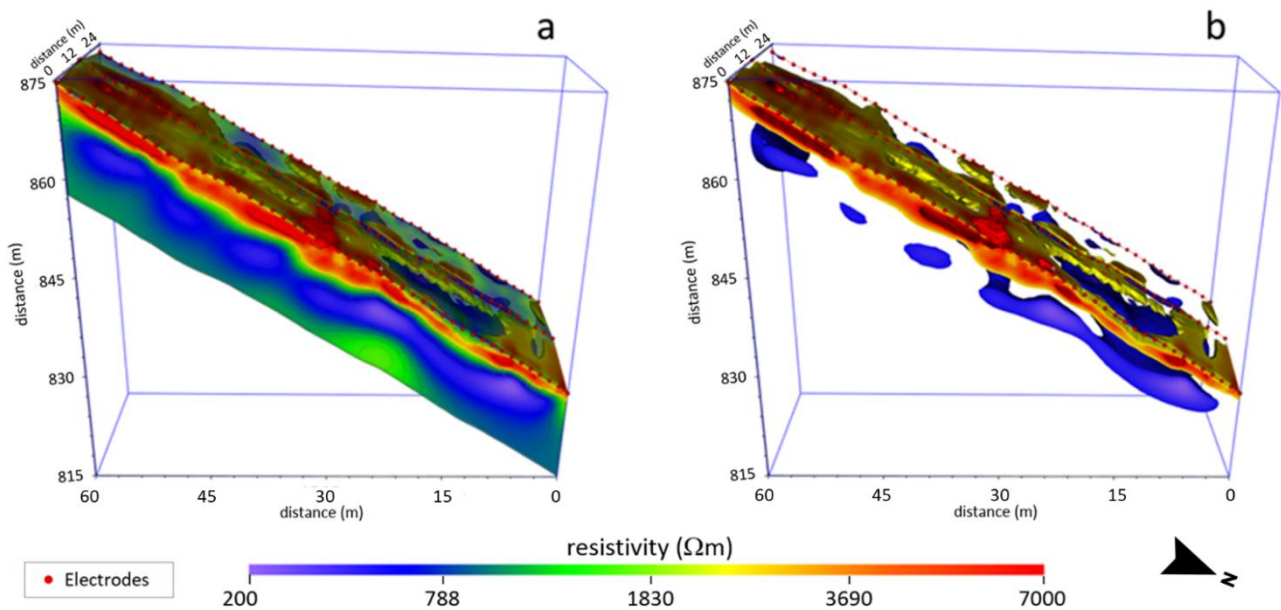 a
b
distance (m)
0 12 24
distance (m)
0 12 24
875
860
845
830
815
distance (m)
60 45 30 15 0
distance (m)
875
860
845
830
815
distance (m)
60 45 30 15 0
distance (m)
resistivity (Ωm)
Electrodes
200 788 1830 3690 7000
N